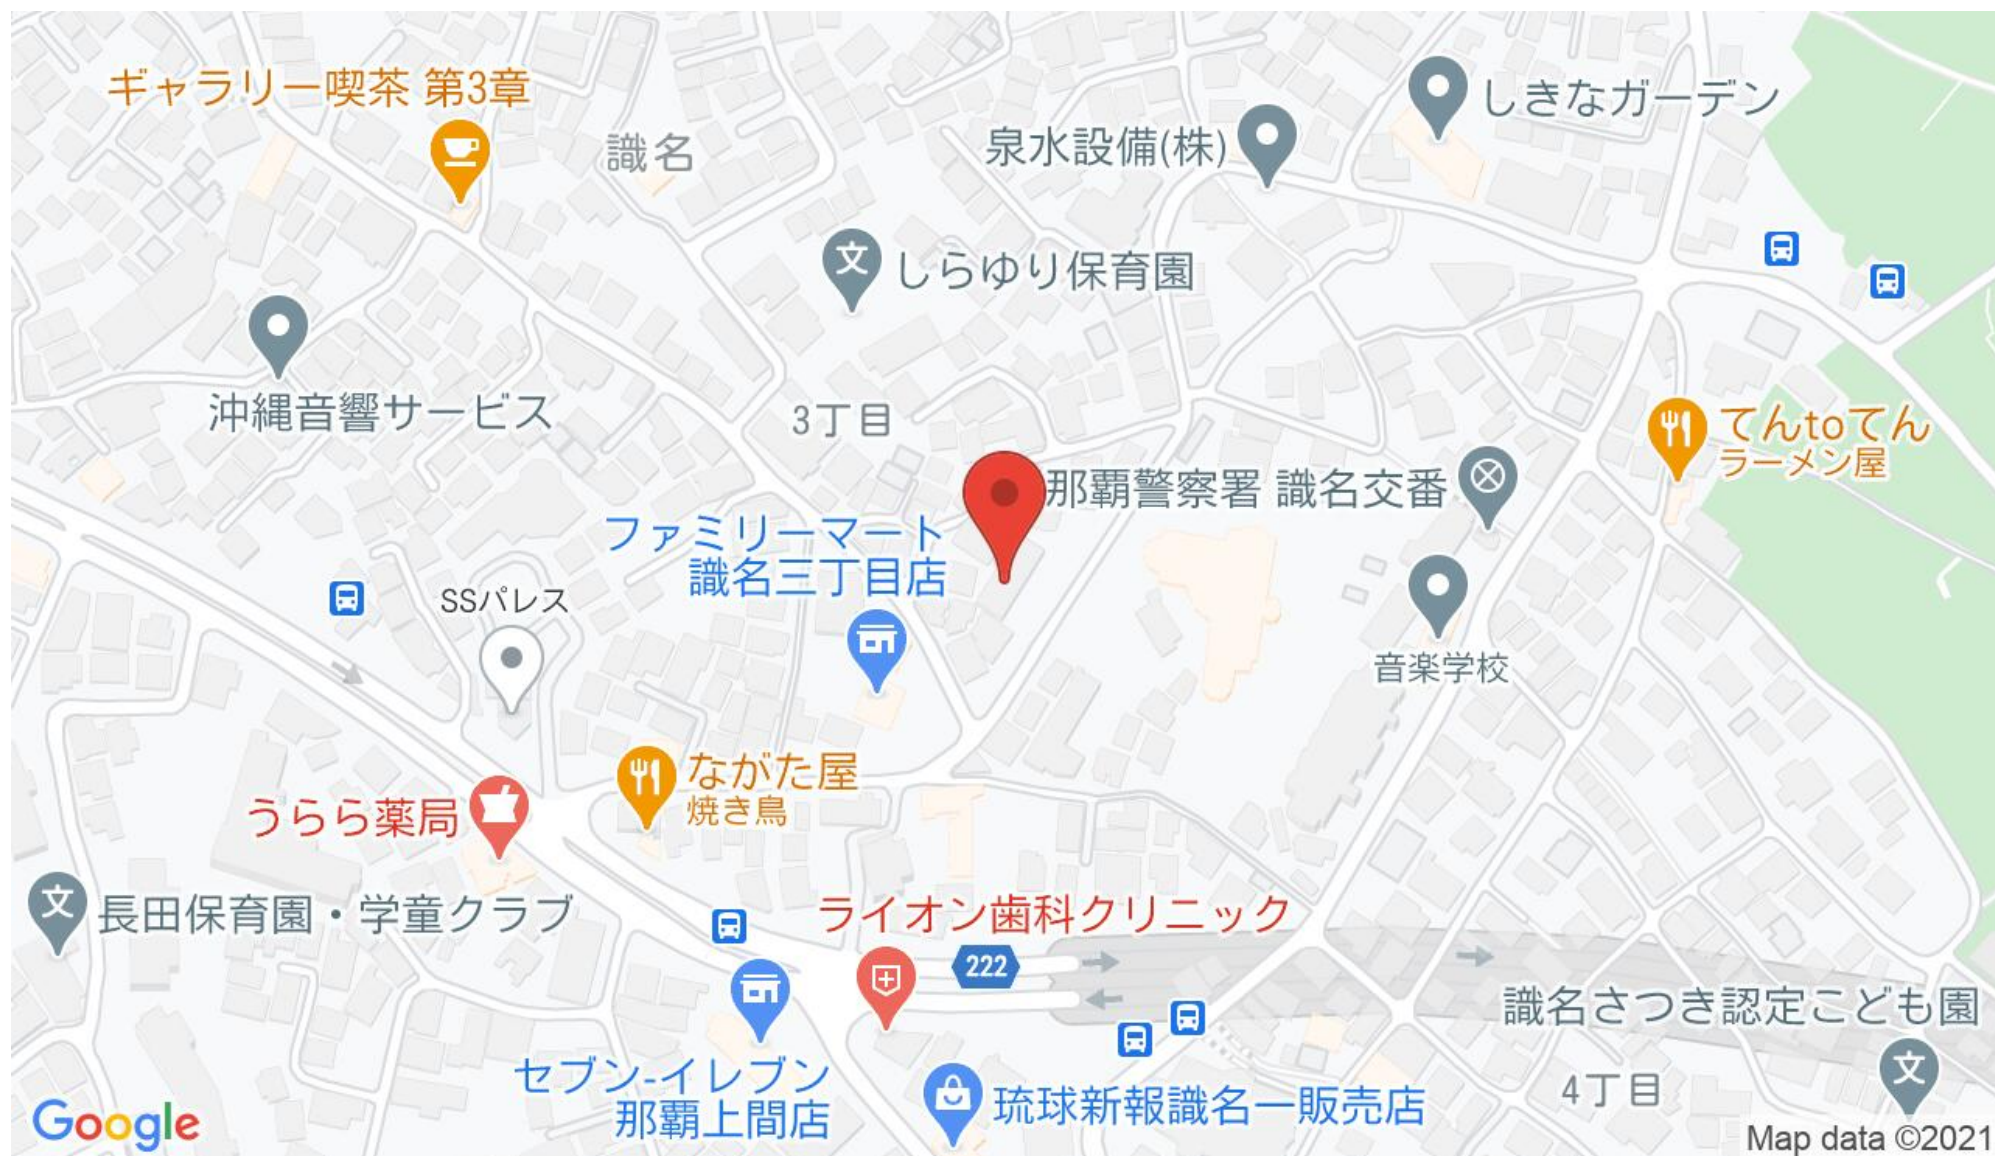 ギャラリー喫茶 第3章
識名
しきなガーデン
泉水設備(株)
しらゆり保育園
沖縄音響サービス
3丁目
てんtoてん
ラーメン屋
那覇警察署 識名交番
ファミリーマート
識名三丁目店
SSパレス
音楽学校
ながた屋
焼き鳥
うらら薬局
長田保育園・学童クラブ
ライオン歯科クリニック
222
識名さつき認定こども園
セブン-イレブン
那覇上間店
琉球新報識名一販売店
4丁目
Google
Map data ©2021